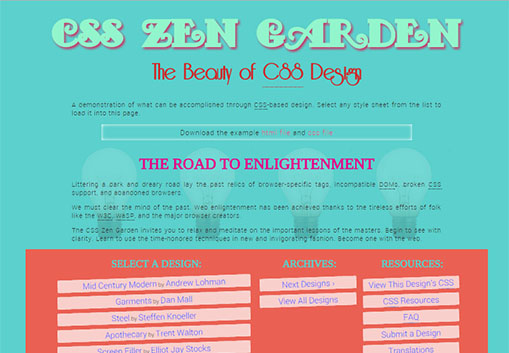 CSS ZEN GARDEN
The Beauty of CSS Design
A demonstration of what can be accomplished through CSS-based design. Select any style sheet from the list to
load it into this page.
Download the example html file and css file
THE ROAD TO ENLIGHTENMENT
Littering a dark and dreary road lay the past relics of browser-specific tags, incompatible DOMs, broken CSS
support, and abandoned browsers.
We must clear the mind of the past. Web enlightenment has been achieved thanks to the tireless efforts of folk
like the W3C, WaSP, and the major browser creators.
The CSS Zen Garden invites you to relax and meditate on the important lessons of the masters. Begin to see with
clarity. Learn to use the time-honored techniques in new and invigorating fashion. Become one with the web.
SELECT A DESIGN:
Mid Century Modern by Andrew Lohman
Garments by Dan Mall
Steel by Steffen Knoeller
Apothecary by Trent Walton
Screen Filler by Elliot Jay Stocks
ARCHIVES:
Next Designs ›
View All Designs
RESOURCES:
View This Design's CSS
CSS Resources
FAQ
Submit a Design
Translations